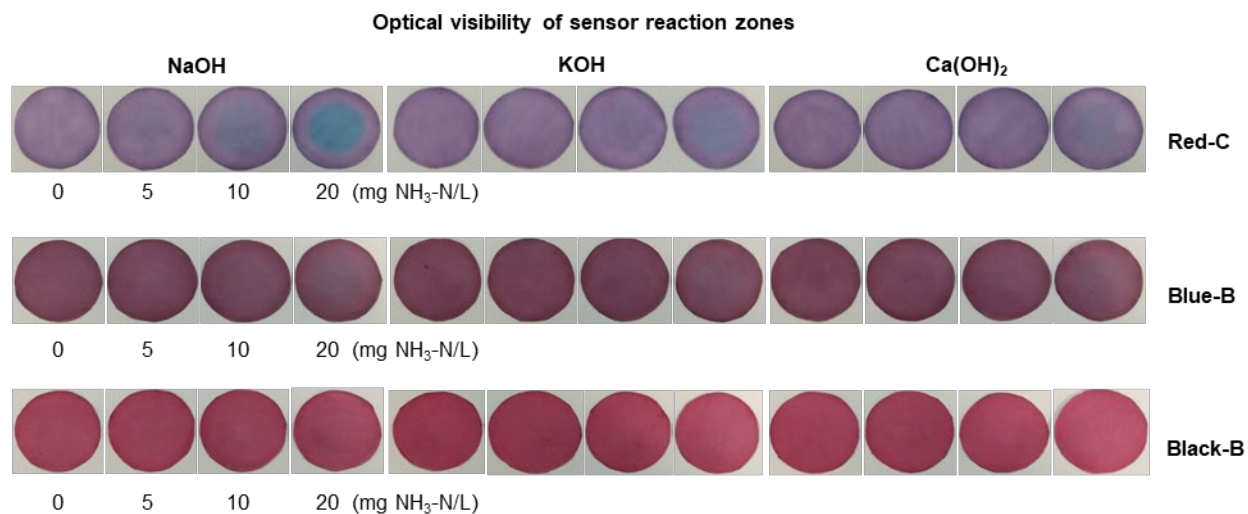 Optical visibility of sensor reaction zones
NaOH KOH Ca(OH)₂
Red-C
0 5 10 20 (mg NH₃-N/L)
Blue-B
0 5 10 20 (mg NH₃-N/L)
Black-B
0 5 10 20 (mg NH₃-N/L)